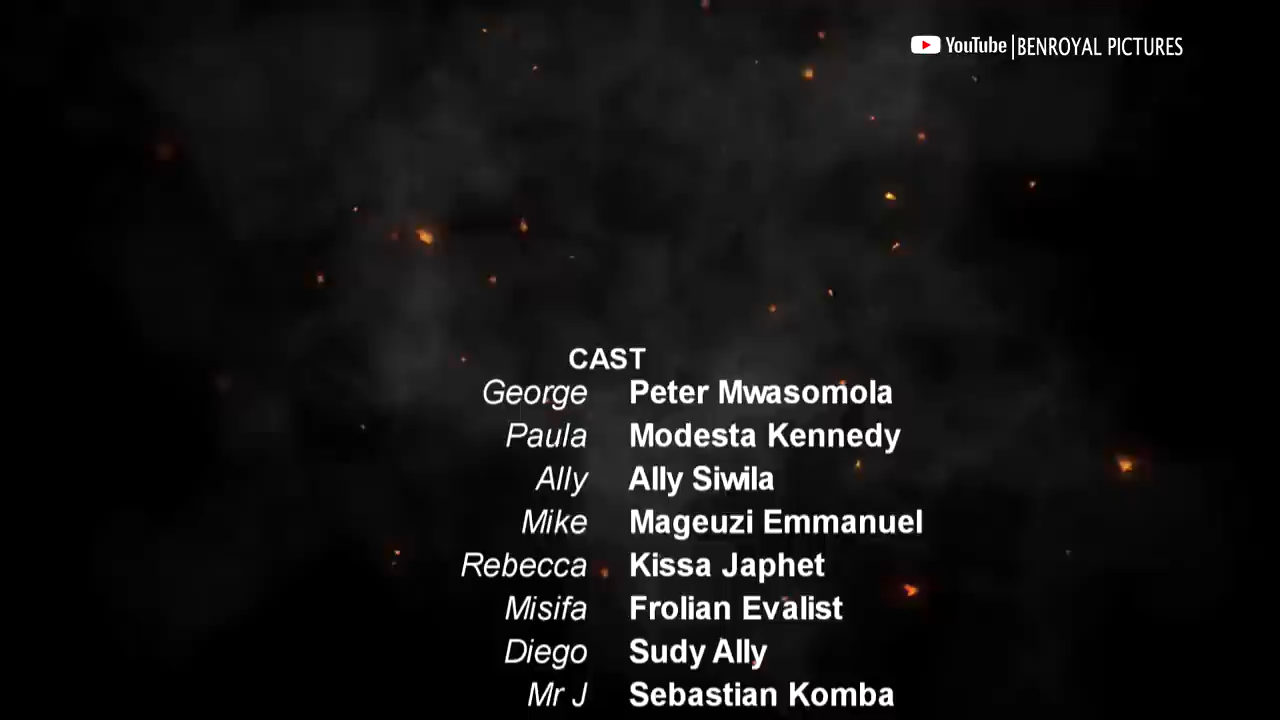 YouTube | BENROYAL PICTURES
CAST
George Peter Mwasomola
Paula Modesta Kennedy
Ally Ally Siwila
Mike Mageuzi Emmanuel
Rebecca Kissa Japhet
Misifa Frolian Evalist
Diego Sudy Ally
Mr J Sebastian Komba